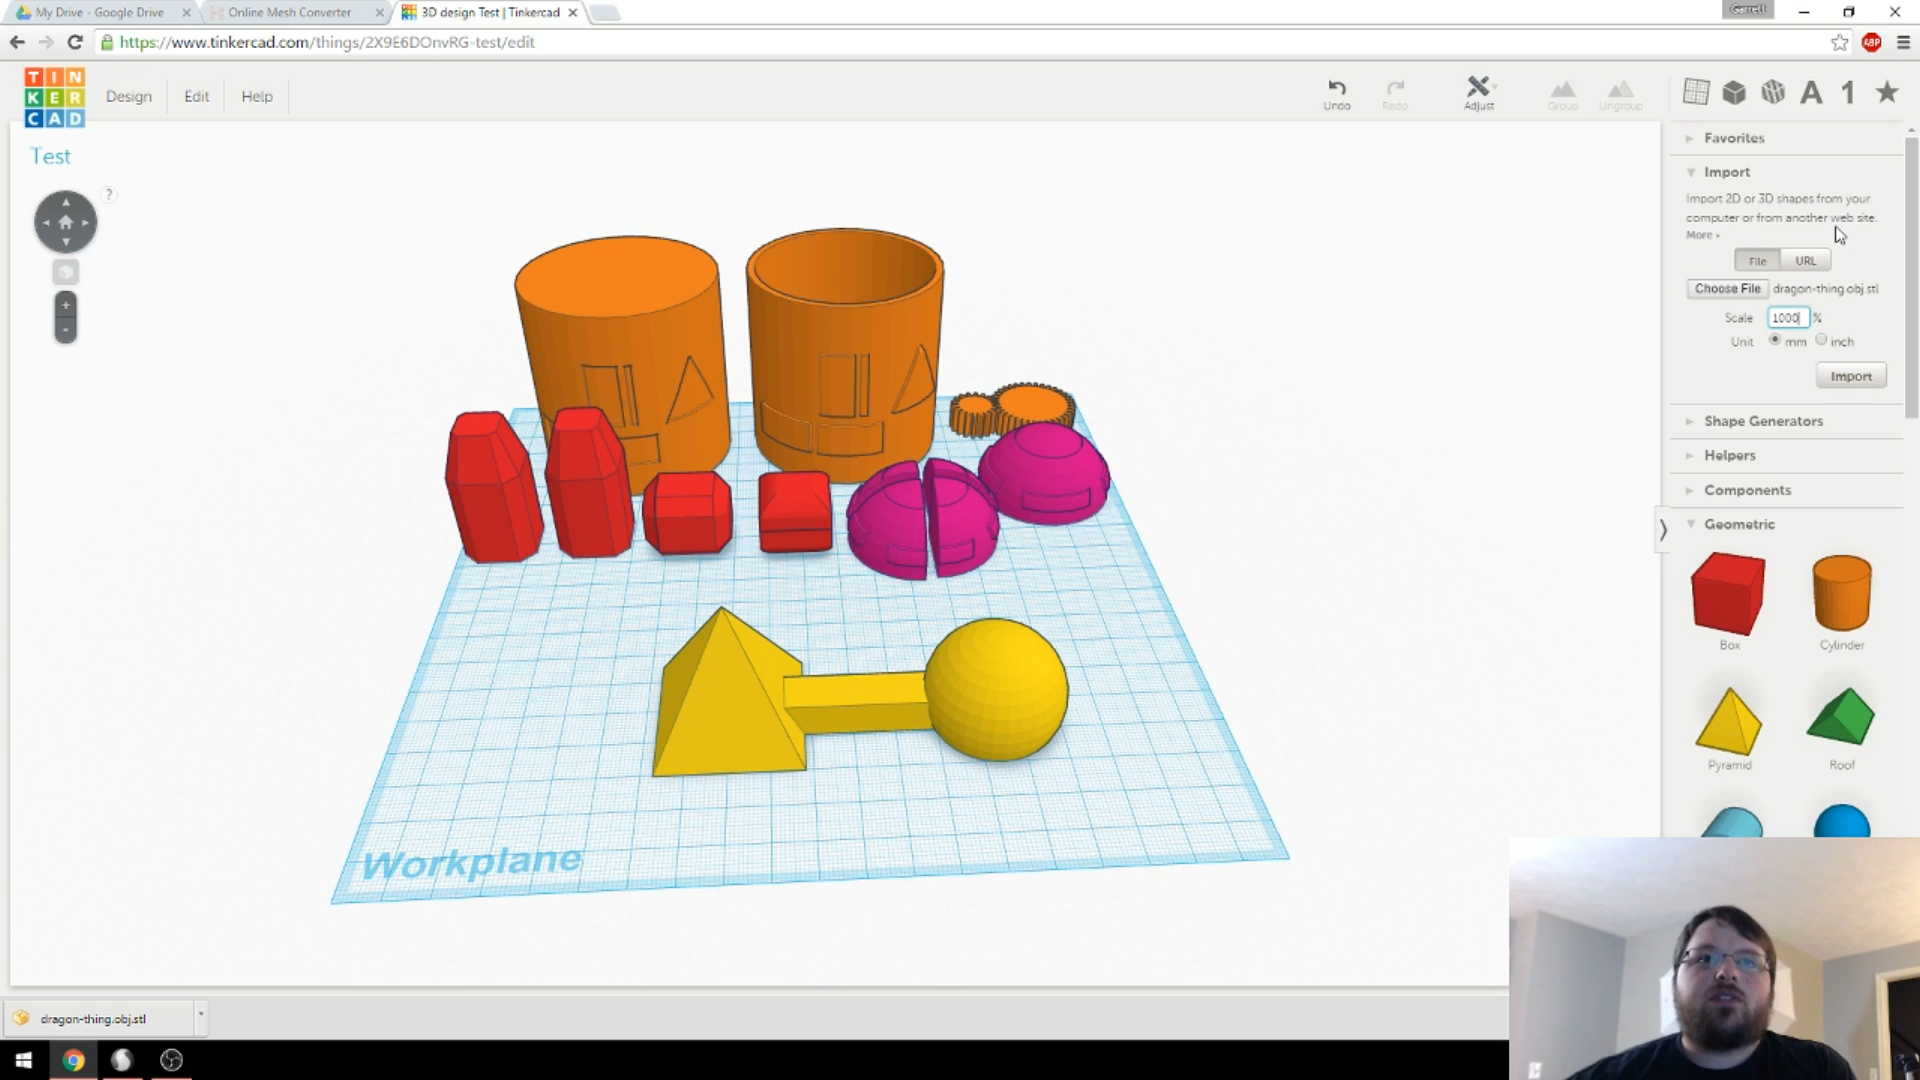 My Drive - Google Drive
Online Mesh Converter
3D design Test | Tinkercad
Garrett
https://www.tinkercad.com/things/2X9E6DOnvRG-test/edit
ABP
TIN
KER
CAD
Design
Edit
Help
Undo
Redo
Adjust
Group
Ungroup
A
1
Test
?
Favorites
Import
Import 2D or 3D shapes from your
computer or from another web site.
More
File
URL
Choose File
dragon-thing.obj.stl
Scale
1000
%
Unit
mm
inch
Import
Shape Generators
Helpers
Components
Geometric
Box
Cylinder
Pyramid
Roof
Workplane
dragon-thing.obj.stl